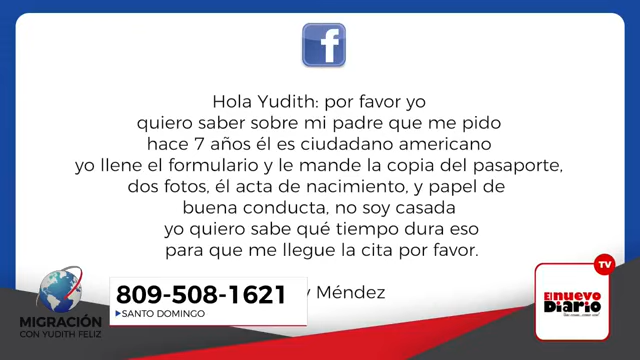 f
Hola Yudith: por favor yo
quiero saber sobre mi padre que me pido
hace 7 años él es ciudadano americano
yo llene el formulario y le mande la copia del pasaporte,
dos fotos, él acta de nacimiento, y papel de
buena conducta, no soy casada
yo quiero sabe qué tiempo dura eso
para que me llegue la cita por favor.
y Méndez
809-508-1621
SANTO DOMINGO
MIGRACIÓN
CON YUDITH FELIZ
TV
El nuevo
Diario